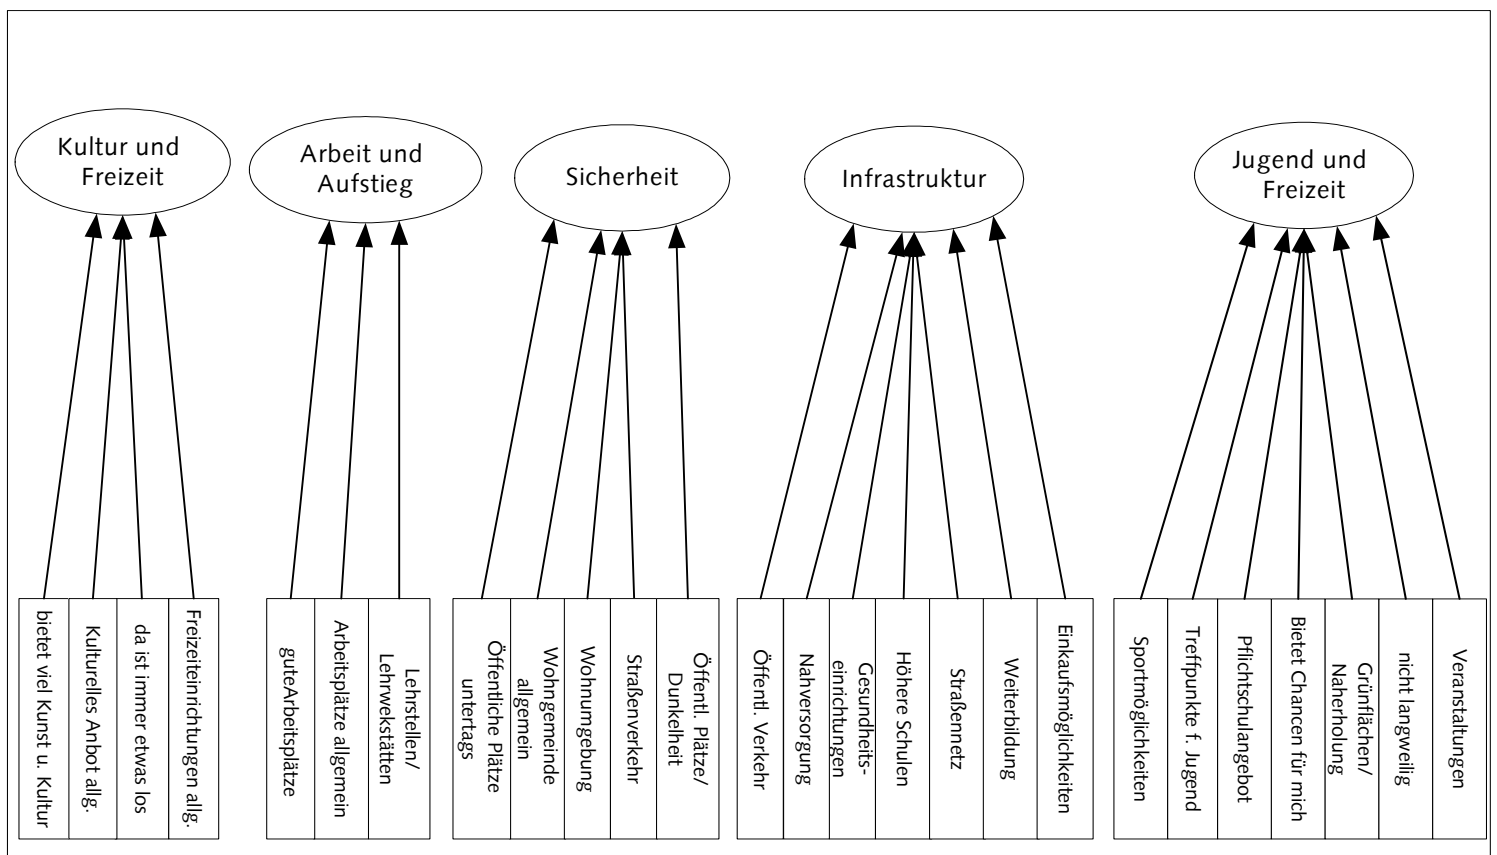 Kultur und
Freizeit
Arbeit und
Aufstieg
Sicherheit
Infrastruktur
Jugend und
Freizeit
bietet viel Kunst u. Kultur
Kulturelles Anbot allg.
da ist immer etwas los
Freizeiteinrichtungen allg.
guteArbeitsplätze
Arbeitsplätze allgemein
Lehrstellen/
Lehrwekstätten
Öffentliche Plätze
untertags
Wohngemeinde
allgemein
Wohnumgebung
Straßenverkehr
Öffentl. Plätze/
Dunkelheit
Öffentl. Verkehr
Nahversorgung
Gesundheits-
einrichtungen
Höhere Schulen
Straßennetz
Weiterbildung
Einkaufsmöglichkeiten
Sportmöglichkeiten
Treffpunkte f. Jugend
Pflichtschulangebot
Bietet Chancen für mich
Grünflächen/
Naherholung
nicht langweilig
Veranstaltungen